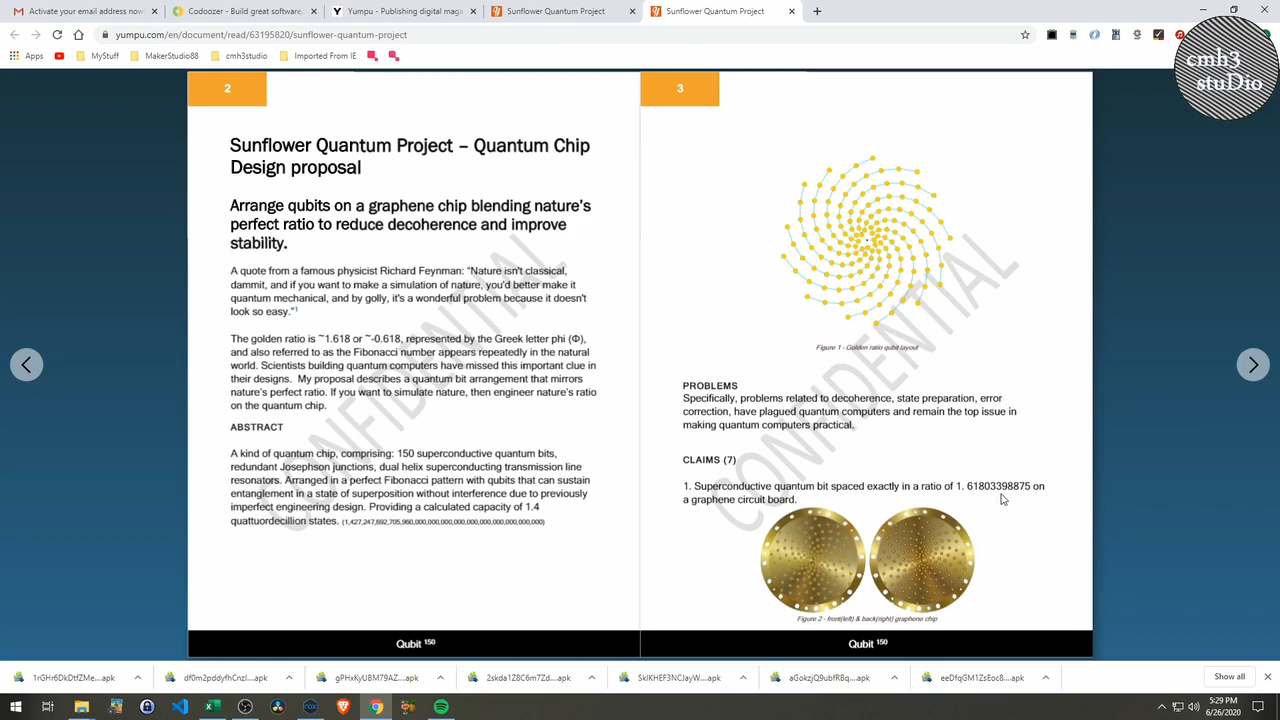 Activate your email address now
Codoozer - Build great software
Yumpu - Publishing digital maga
Sunflower Quantum Project
Sunflower Quantum Project
yumpu.com/en/document/read/63195820/sunflower-quantum-project
Apps
MyStuff
MakerStudio88
cmh3studio
Imported From IE
cmh3
stuDio
2
Sunflower Quantum Project – Quantum Chip
Design proposal
Arrange qubits on a graphene chip blending nature's
perfect ratio to reduce decoherence and improve
stability.
A quote from a famous physicist Richard Feynman: "Nature isn't classical,
dammit, and if you want to make a simulation of nature, you'd better make it
quantum mechanical, and by golly, it's a wonderful problem because it doesn't
look so easy."1
The golden ratio is ~1.618 or ~-0.618, represented by the Greek letter phi (Φ),
and also referred to as the Fibonacci number appears repeatedly in the natural
world. Scientists building quantum computers have missed this important clue in
their designs. My proposal describes a quantum bit arrangement that mirrors
nature's perfect ratio. If you want to simulate nature, then engineer nature's ratio
on the quantum chip.
ABSTRACT
A kind of quantum chip, comprising: 150 superconductive quantum bits,
redundant Josephson junctions, dual helix superconducting transmission line
resonators. Arranged in a perfect Fibonacci pattern with qubits that can sustain
entanglement in a state of superposition without interference due to previously
imperfect engineering design. Providing a calculated capacity of 1.4
quattuordecillion states. (1,427,247,692,705,960,000,000,000,000,000,000,000,000,000,000)
CONFIDENTIAL
Qubit 150
3
Figure 1 - Golden ratio qubit layout
PROBLEMS
Specifically, problems related to decoherence, state preparation, error
correction, have plagued quantum computers and remain the top issue in
making quantum computers practical.
CLAIMS (7)
1. Superconductive quantum bit spaced exactly in a ratio of 1. 61803398875 on
a graphene circuit board.
Figure 2 - front(left) & back(right) graphene chip
CONFIDENTIAL
Qubit 150
1rGHr6DkDtfZMe....apk
df0m2pddyfhCnzI....apk
gPHxKyU8M79AZ....apk
2skda1Z8C6m7Zd....apk
SkIKHEF3NCJayW....apk
aGokzjQ9ubfRBq....apk
eeDfqGM1ZsEoc8....apk
Show all
5:29 PM
6/26/2020